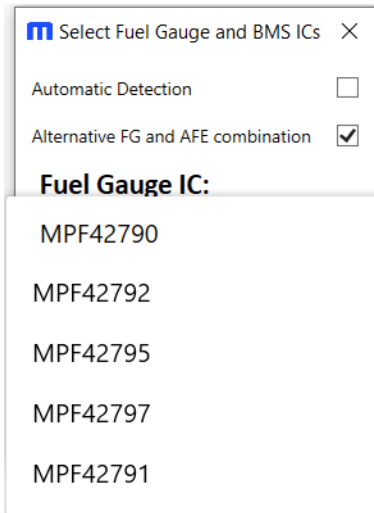 Select Fuel Gauge and BMS ICs
Automatic Detection
Alternative FG and AFE combination
Fuel Gauge IC:
MPF42790
MPF42792
MPF42795
MPF42797
MPF42791